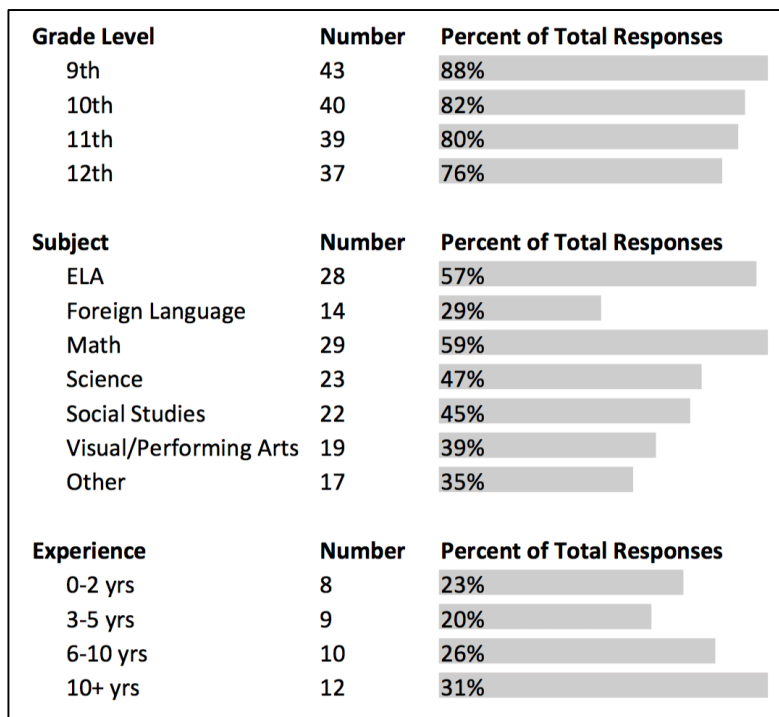 Grade Level Number Percent of Total Responses
9th 43 88%
10th 40 82%
11th 39 80%
12th 37 76%
Subject Number Percent of Total Responses
ELA 28 57%
Foreign Language 14 29%
Math 29 59%
Science 23 47%
Social Studies 22 45%
Visual/Performing Arts 19 39%
Other 17 35%
Experience Number Percent of Total Responses
0-2 yrs 8 23%
3-5 yrs 9 20%
6-10 yrs 10 26%
10+ yrs 12 31%